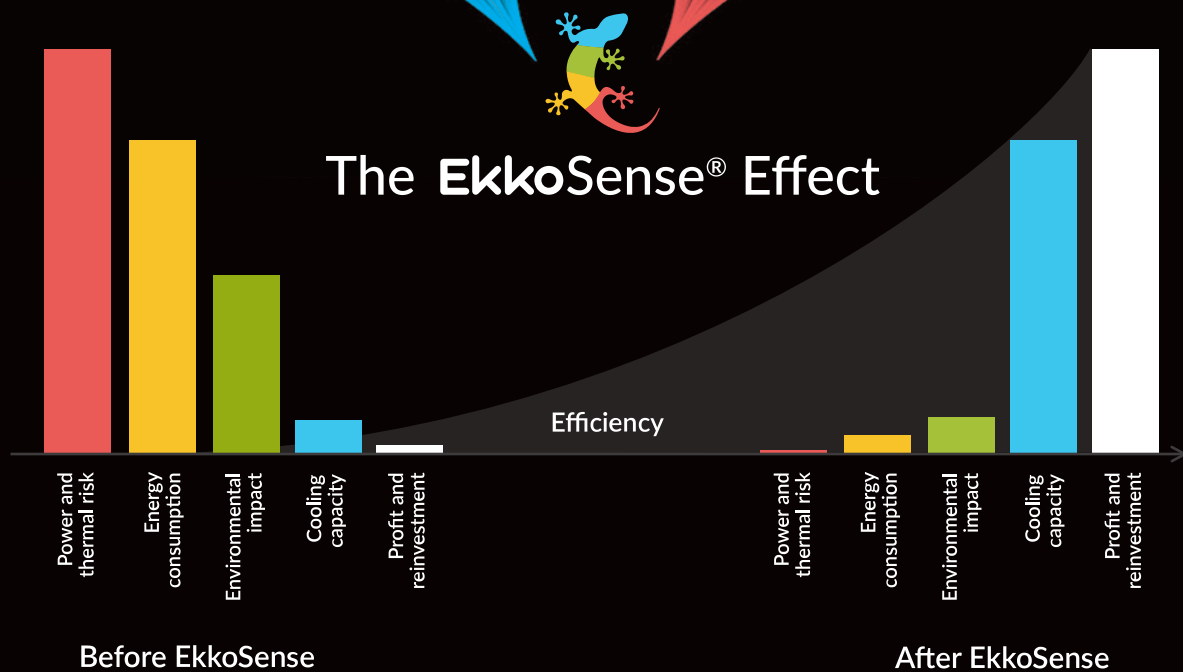 The EkkoSense® Effect
Efficiency
Power and
thermal risk
Energy
consumption
Environmental
impact
Cooling
capacity
Profit and
reinvestment
Power and
thermal risk
Energy
consumption
Environmental
impact
Cooling
capacity
Profit and
reinvestment
Before EkkoSense
After EkkoSense